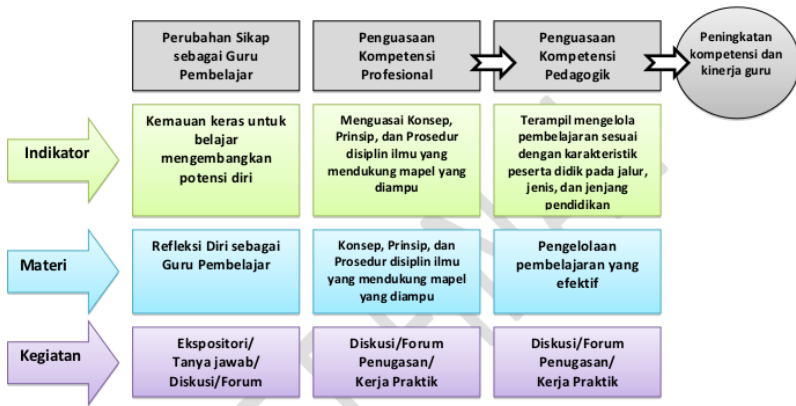 Perubahan Sikap
sebagai Guru
Pembelajar
Penguasaan
Kompetensi
Profesional
Penguasaan
Kompetensi
Pedagogik
Peningkatan
kompetensi dan
kinerja guru
Indikator
Kemauan keras untuk
belajar
mengembangkan
potensi diri
Menguasai Konsep,
Prinsip, dan Prosedur
disiplin ilmu yang
mendukung mapel yang
diampu
Terampil mengelola
pembelajaran sesuai
dengan karakteristik
peserta didik pada jalur,
jenis, dan jenjang
pendidikan
Materi
Refleksi Diri sebagai
Guru Pembelajar
Konsep, Prinsip, dan
Prosedur disiplin ilmu
yang mendukung mapel
yang diampu
Pengelolaan
pembelajaran yang
efektif
Kegiatan
Ekspositori/
Tanya jawab/
Diskusi/Forum
Diskusi/Forum
Penugasan/
Kerja Praktik
Diskusi/Forum
Penugasan/
Kerja Praktik